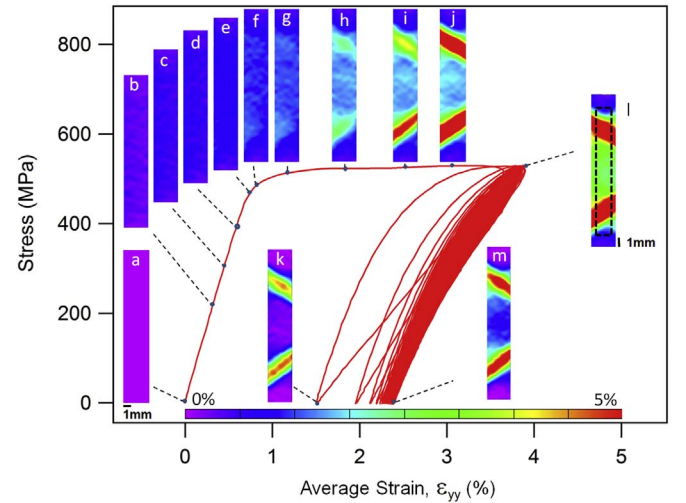 800
600
400
200
0
Stress (MPa)
a
b
c
d
e
f
g
h
i
j
k
l
m
1mm
1mm
0%
5%
0 1 2 3 4 5
Average Strain, εyy (%)